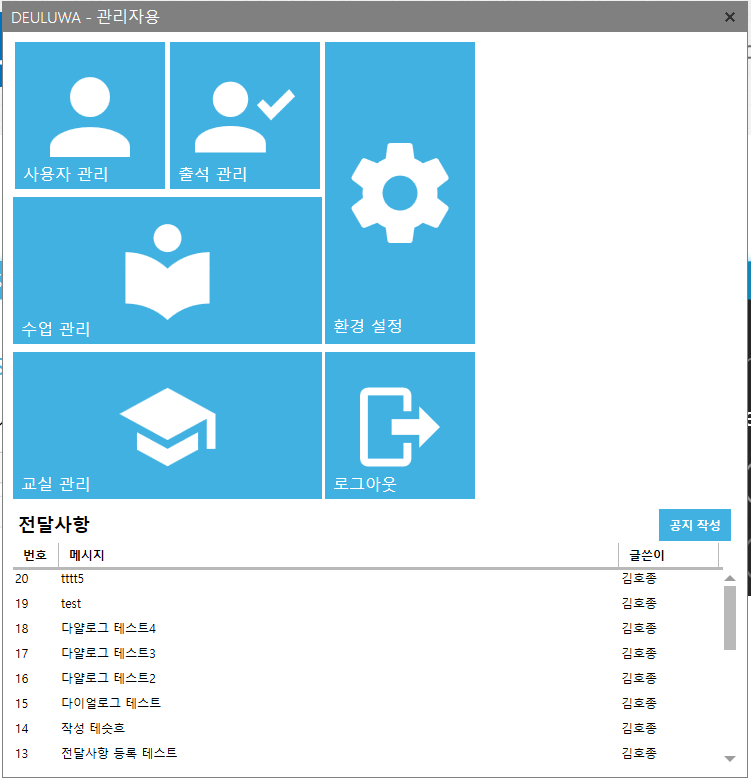 DEULUWA - 관리자용
사용자 관리
출석 관리
수업 관리
환경 설정
교실 관리
로그아웃
전달사항
공지 작성
번호 메시지 글쓴이
20 tttt5 김호종
19 test 김호종
18 다얄로그 테스트4 김호종
17 다얄로그 테스트3 김호종
16 다얄로그 테스트2 김호종
15 다이얼로그 테스트 김호종
14 작성 테슷흐 김호종
13 전달사항 등록 테스트 김호종